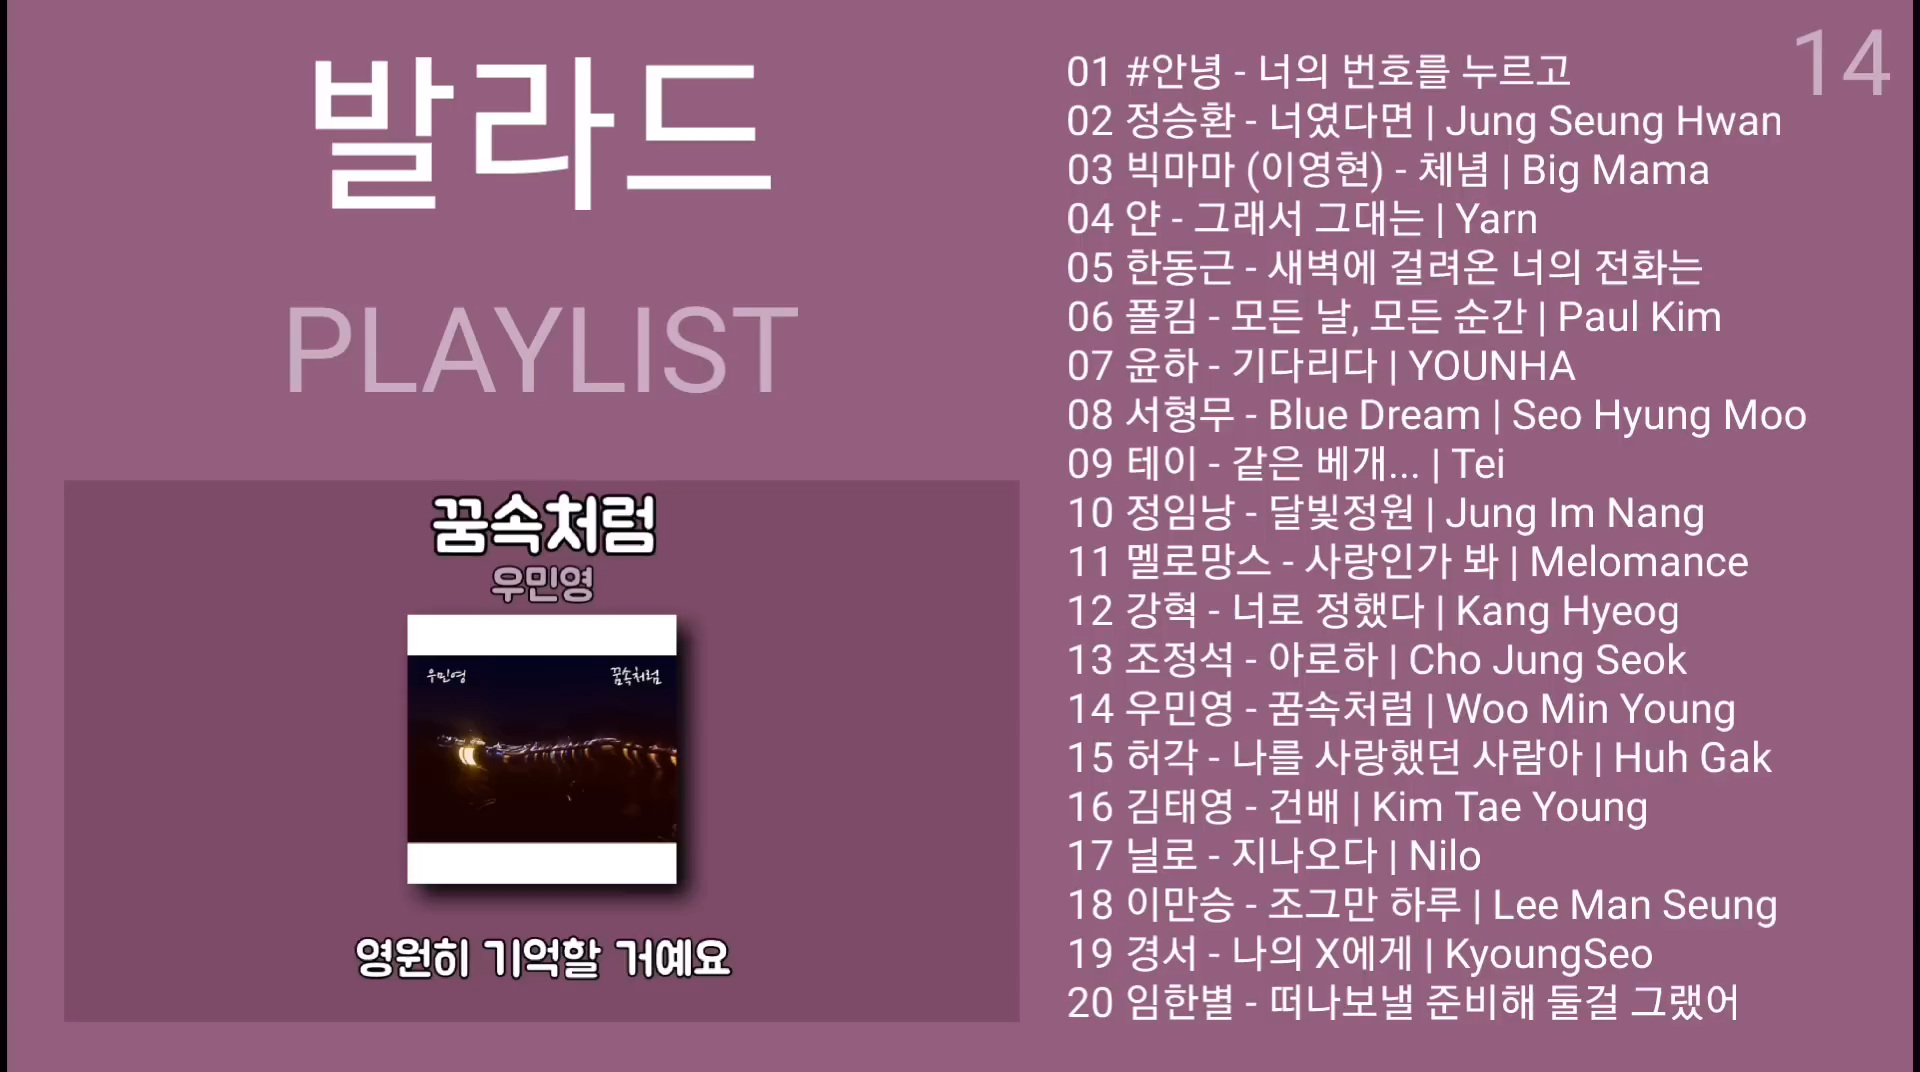 발라드
PLAYLIST
꿈속처럼
우민영
우민영 꿈속처럼
영원히 기억할 거예요
14
01 #안녕 - 너의 번호를 누르고
02 정승환 - 너였다면 | Jung Seung Hwan
03 빅마마 (이영현) - 체념 | Big Mama
04 얀 - 그래서 그대는 | Yarn
05 한동근 - 새벽에 걸려온 너의 전화는
06 폴킴 - 모든 날, 모든 순간 | Paul Kim
07 윤하 - 기다리다 | YOUNHA
08 서형무 - Blue Dream | Seo Hyung Moo
09 테이 - 같은 베개... | Tei
10 정임낭 - 달빛정원 | Jung Im Nang
11 멜로망스 - 사랑인가 봐 | Melomance
12 강혁 - 너로 정했다 | Kang Hyeog
13 조정석 - 아로하 | Cho Jung Seok
14 우민영 - 꿈속처럼 | Woo Min Young
15 허각 - 나를 사랑했던 사람아 | Huh Gak
16 김태영 - 건배 | Kim Tae Young
17 닐로 - 지나오다 | Nilo
18 이만승 - 조그만 하루 | Lee Man Seung
19 경서 - 나의 X에게 | KyoungSeo
20 임한별 - 떠나보낼 준비해 둘걸 그랬어